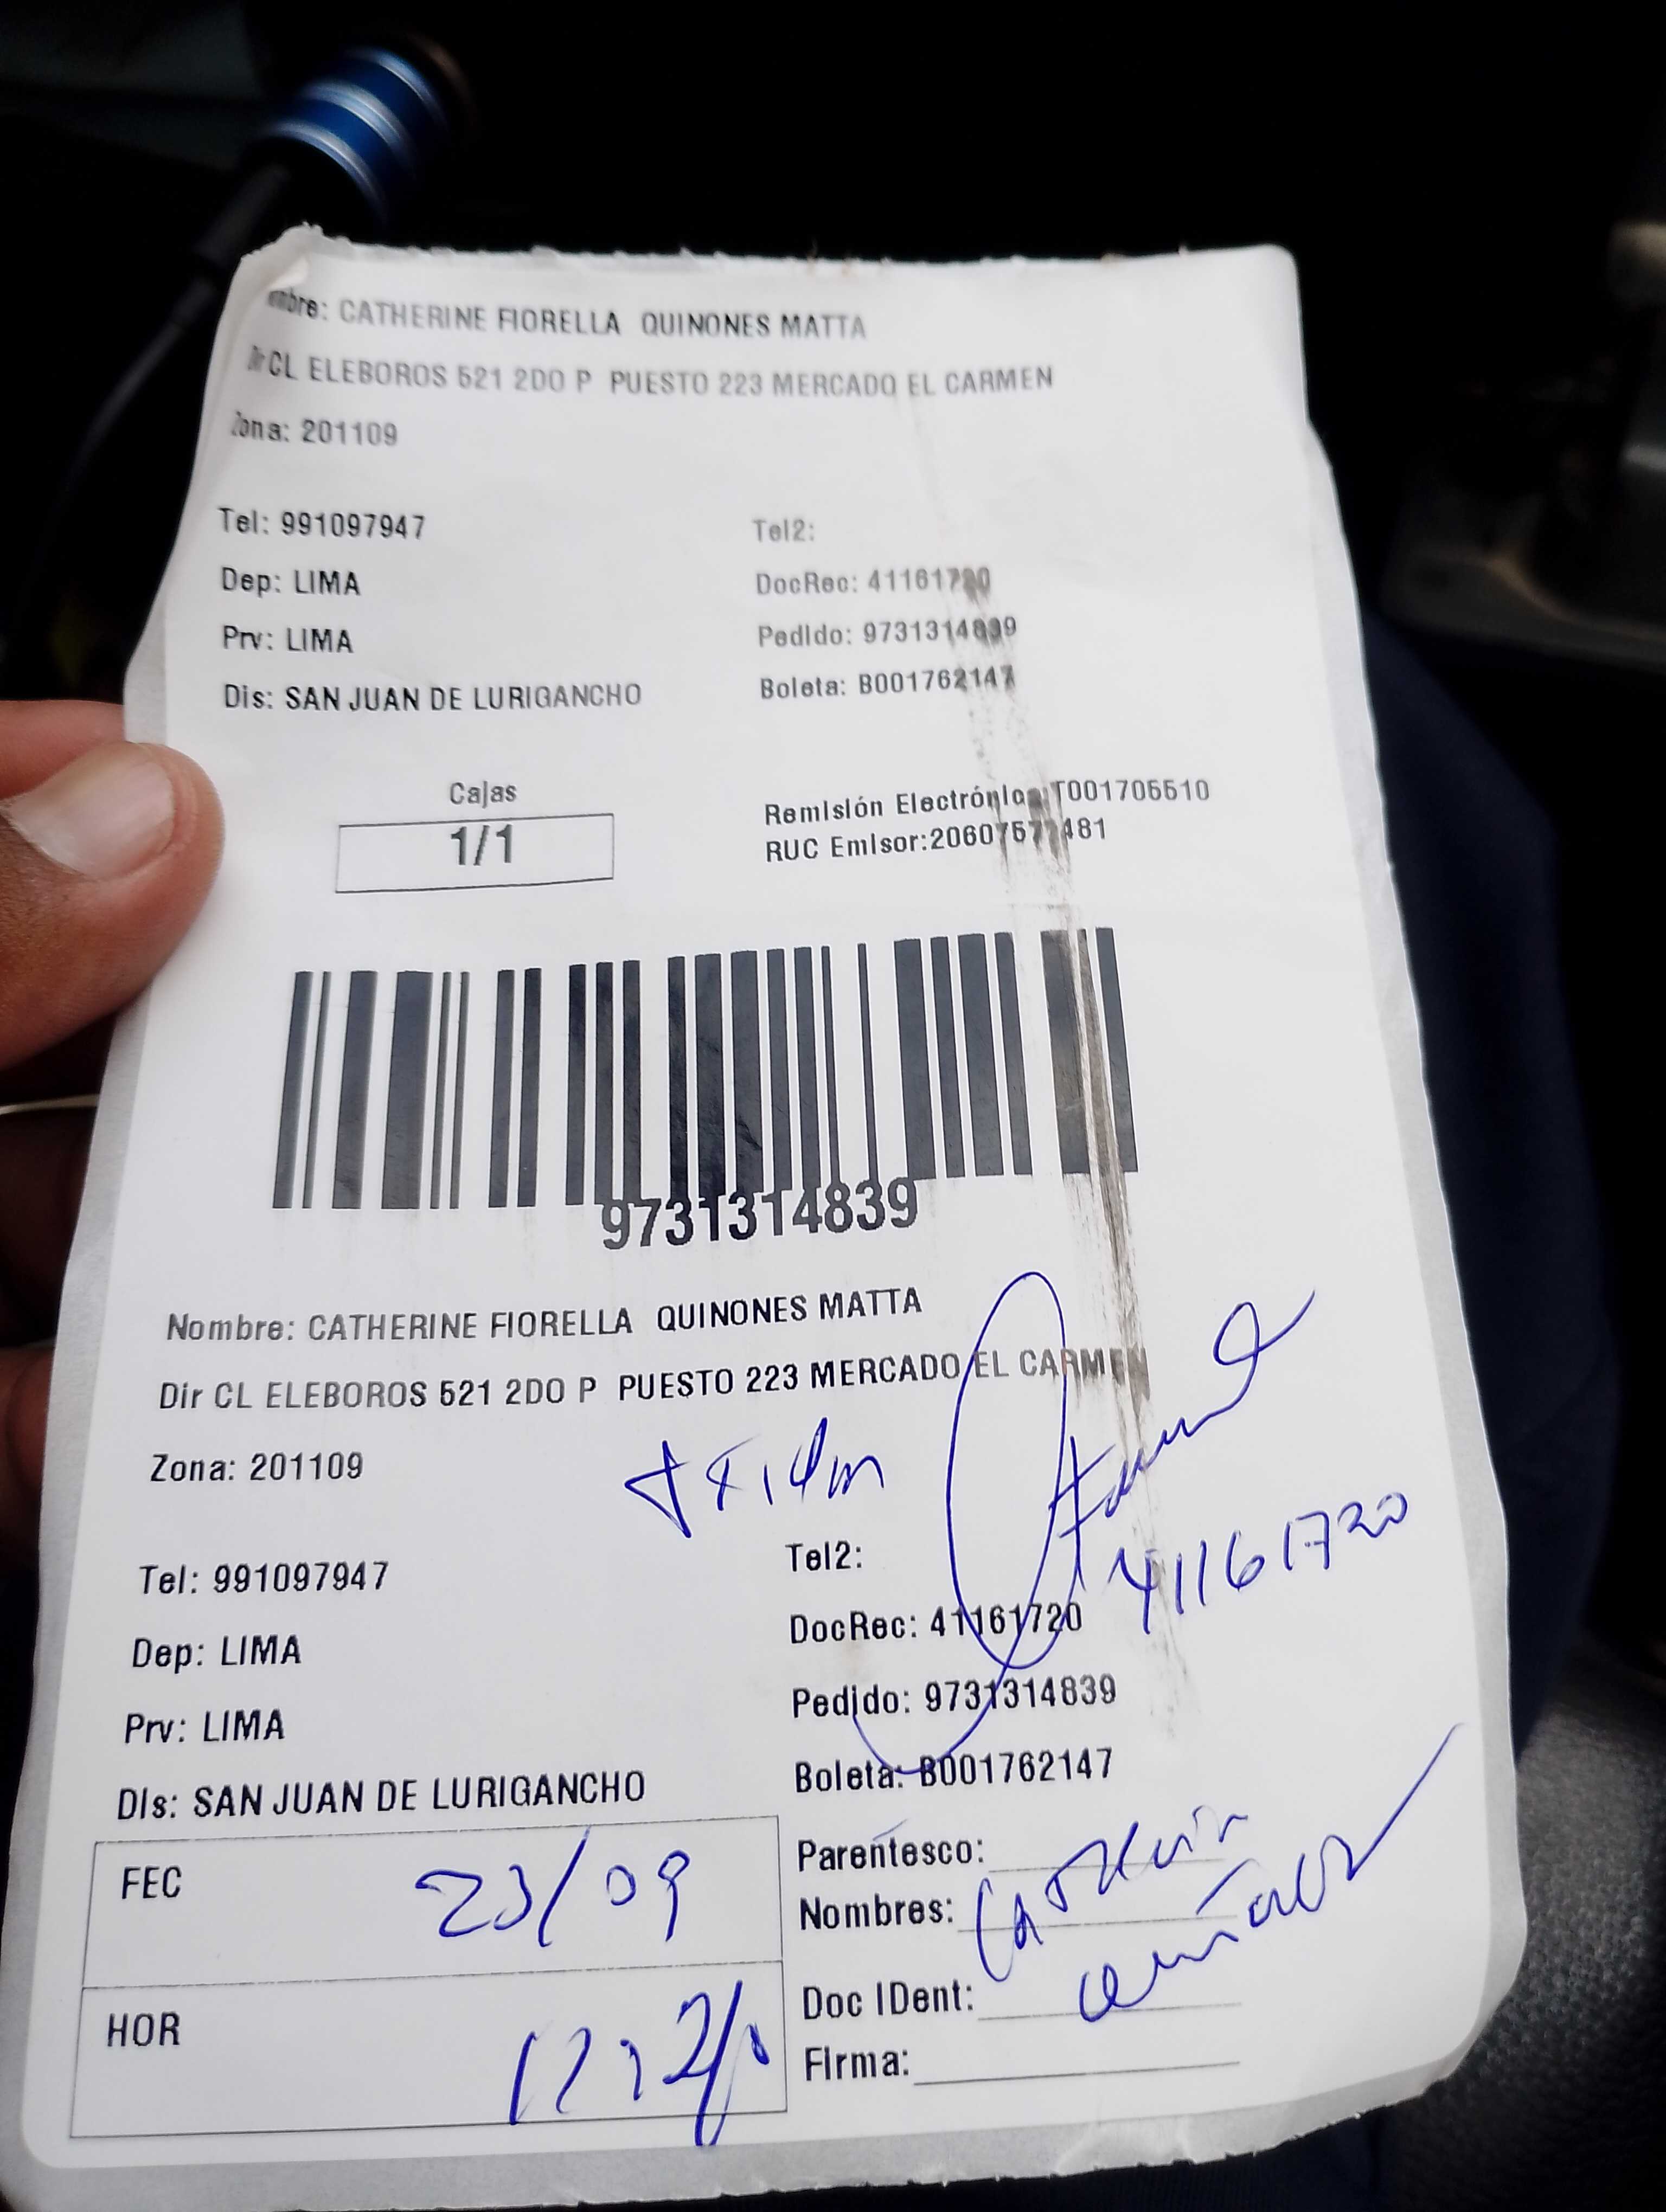 mbre: CATHERINE FIORELLA QUINONES MATTA
Dir CL ELEBOROS 521 2DO P PUESTO 223 MERCADO EL CARMEN
Zona: 201109
Tel: 991097947
Tel2:
Dep: LIMA
DocRec: 41161720
Prv: LIMA
Pedido: 9731314839
Dis: SAN JUAN DE LURIGANCHO
Boleta: B001762147
Cajas
1/1
Remisión Electrónica:T001705510
RUC Emisor:20607577481
9731314839
Nombre: CATHERINE FIORELLA QUINONES MATTA
Dir CL ELEBOROS 521 2DO P PUESTO 223 MERCADO EL CARMEN
Zona: 201109
41161720
Tel: 991097947
Tel2:
Dep: LIMA
DocRec: 41161720
Prv: LIMA
Pedido: 9731314839
Dis: SAN JUAN DE LURIGANCHO
Boleta: B001762147
FEC 23/09
Parentesco:
Nombres:
HOR
Doc IDent:
Firma: